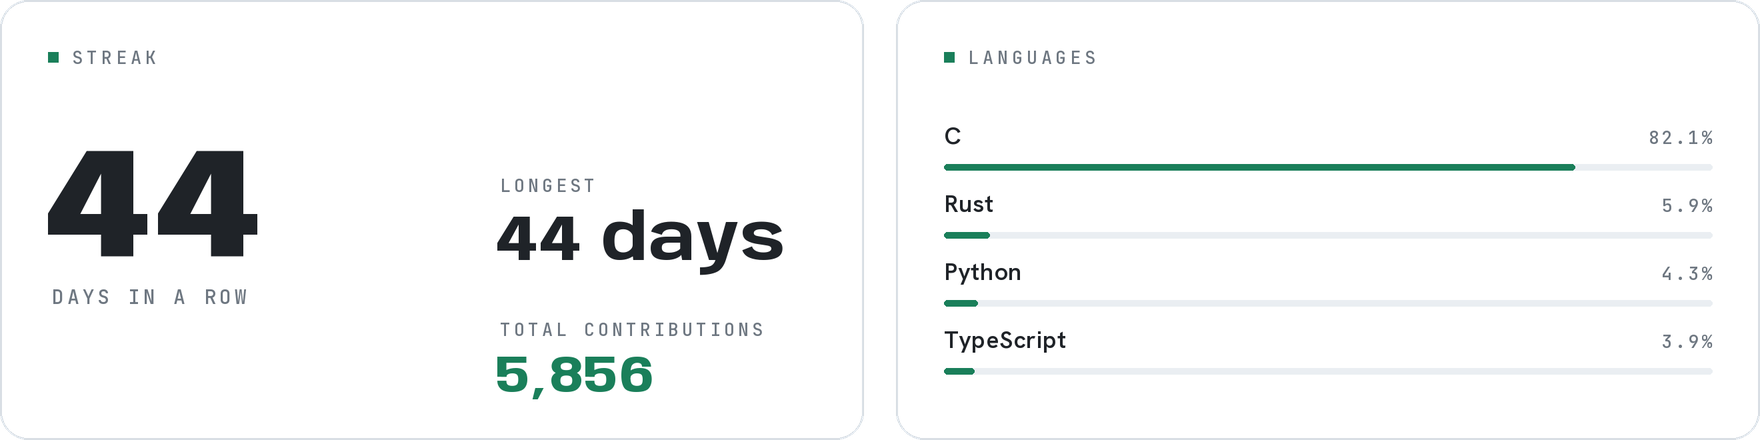 STREAK
44
DAYS IN A ROW
LONGEST
44 days
TOTAL CONTRIBUTIONS
5,856
LANGUAGES
C 82.1%
Rust 5.9%
Python 4.3%
TypeScript 3.9%